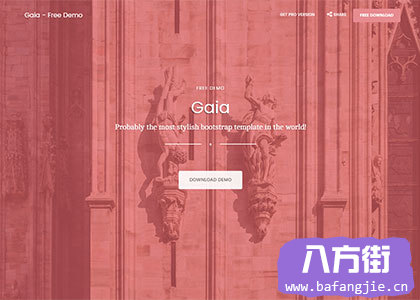 Gaia - Free Demo
GET PRO VERSION
SHARE
FREE DOWNLOAD
FREE DEMO
Gaia
Probably the most stylish bootstrap template in the world!
DOWNLOAD DEMO
八方街
www.bafangjie.cn